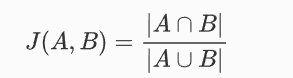 J(A, B) = |A ∩ B| / |A ∪ B|